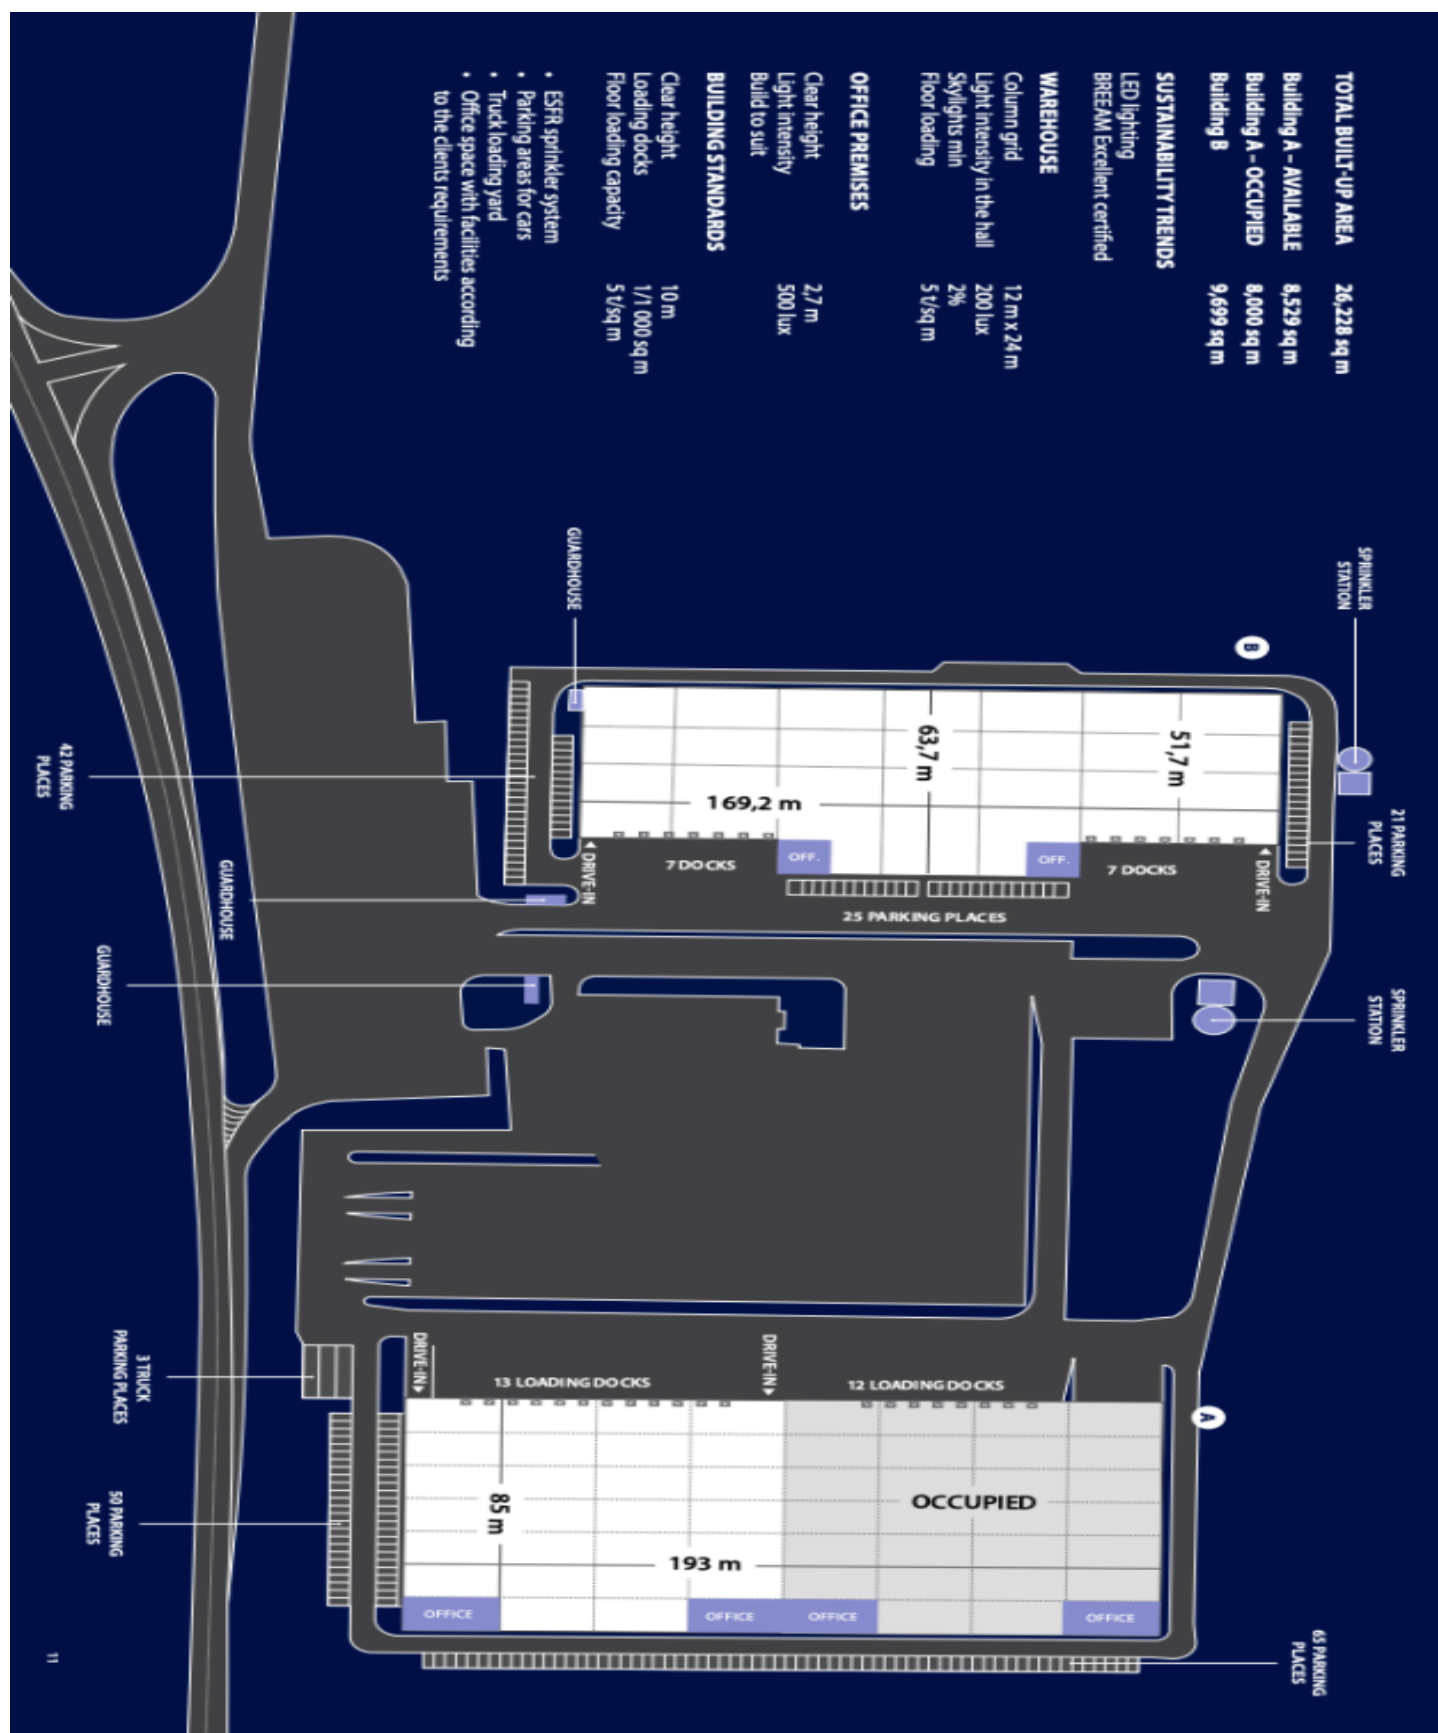 TOTAL BUILT-UP AREA 26,228 sq m
Building A – AVAILABLE 8,529 sq m
Building A – OCCUPIED 8,000 sq m
Building B 9,699 sq m
SUSTAINABILITY TRENDS
LED lighting
BREEAM Excellent certified
WAREHOUSE
Column grid 12 m x 24 m
Light intensity in the hall 200 lux
Skylights min 2%
Floor loading 5 t/sq m
OFFICE PREMISES
Clear height 2,7 m
Light intensity 500 lux
Build to suit
BUILDING STANDARDS
Clear height 10 m
Loading docks 1/1 000 sq m
Floor loading capacity 5 t/sq m
• ESFR sprinkler system
• Parking areas for cars
• Truck loading yard
• Office space with facilities according
to the clients requirements
SPRINKLER
STATION
B
GUARDHOUSE
51,7 m
63,7 m
169,2 m
21 PARKING
PLACES
42 PARKING
PLACES
DRIVE-IN
7 DOCKS
OFF.
OFF.
7 DOCKS
DRIVE-IN
25 PARKING PLACES
GUARDHOUSE
GUARDHOUSE
SPRINKLER
STATION
DRIVE-IN
13 LOADING DOCKS
DRIVE-IN
12 LOADING DOCKS
A
3 TRUCK
PARKING PLACES
85 m
OCCUPIED
193 m
50 PARKING
PLACES
OFFICE
OFFICE
OFFICE
OFFICE
65 PARKING
PLACES
11